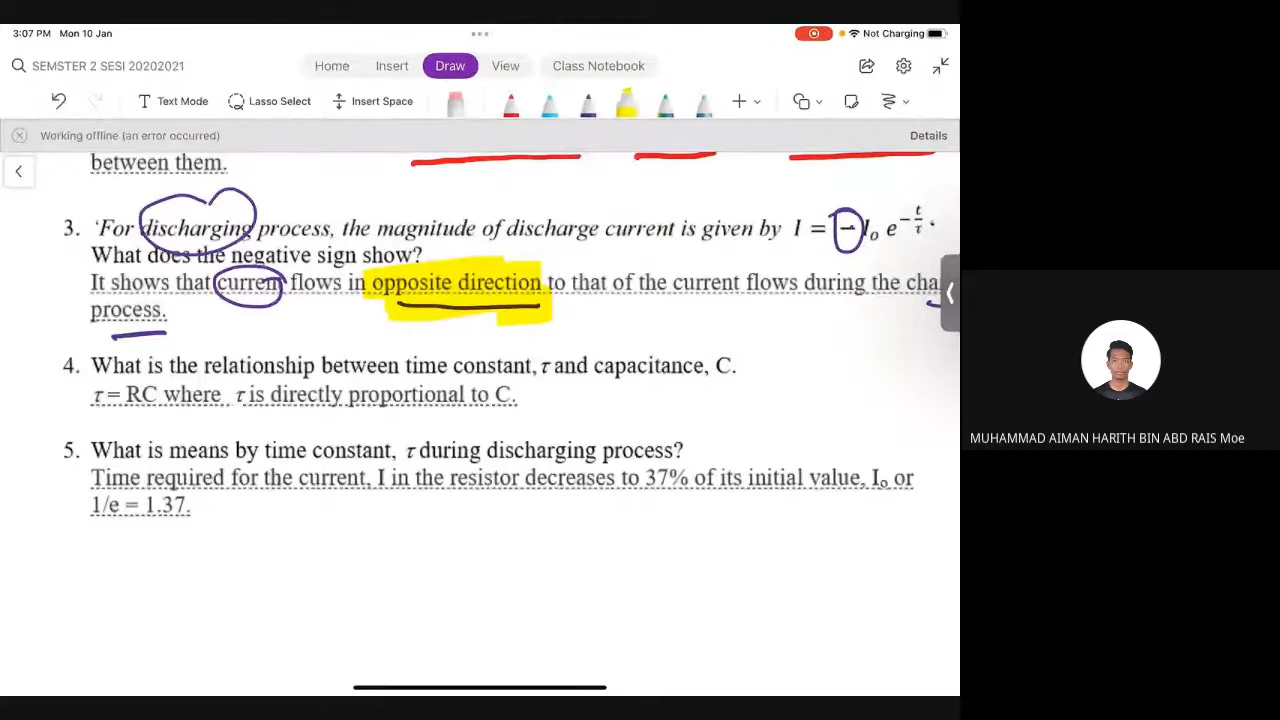 3:07 PM Mon 10 Jan
Not Charging
SEMSTER 2 SESI 20202021
Home Insert Draw View Class Notebook
Text Mode Lasso Select Insert Space
Working offline (an error occurred) Details
between them.
3. 'For discharging process, the magnitude of discharge current is given by I = − I₀ e^(−t/τ).
What does the negative sign show?
It shows that current flows in opposite direction to that of the current flows during the cha
process.
4. What is the relationship between time constant, τ and capacitance, C.
τ = RC where τ is directly proportional to C.
5. What is means by time constant, τ during discharging process?
Time required for the current, I in the resistor decreases to 37% of its initial value, I₀ or
1/e = 1.37.
MUHAMMAD AIMAN HARITH BIN ABD RAIS Moe